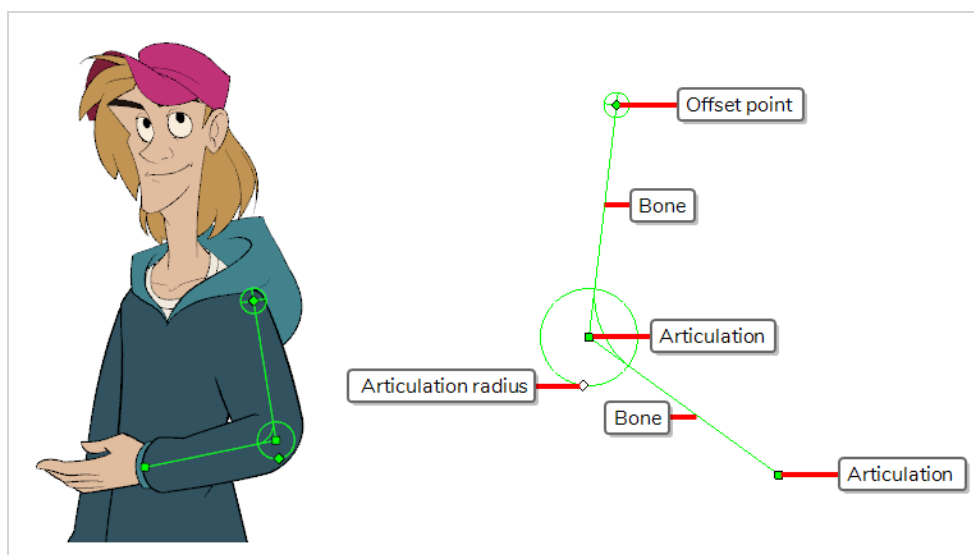 Offset point
Bone
Articulation
Articulation radius
Bone
Articulation